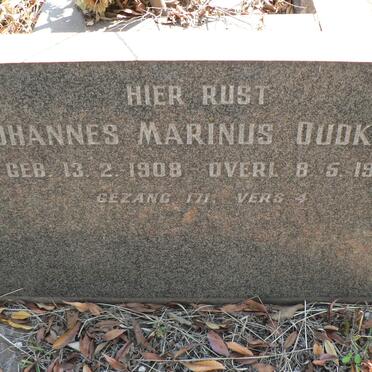 HIER RUST
OHANNES MARINUS OUDK
GEB. 13.2.1908 - OVERL. 8.5.19
GEZANG 171. VERS 4